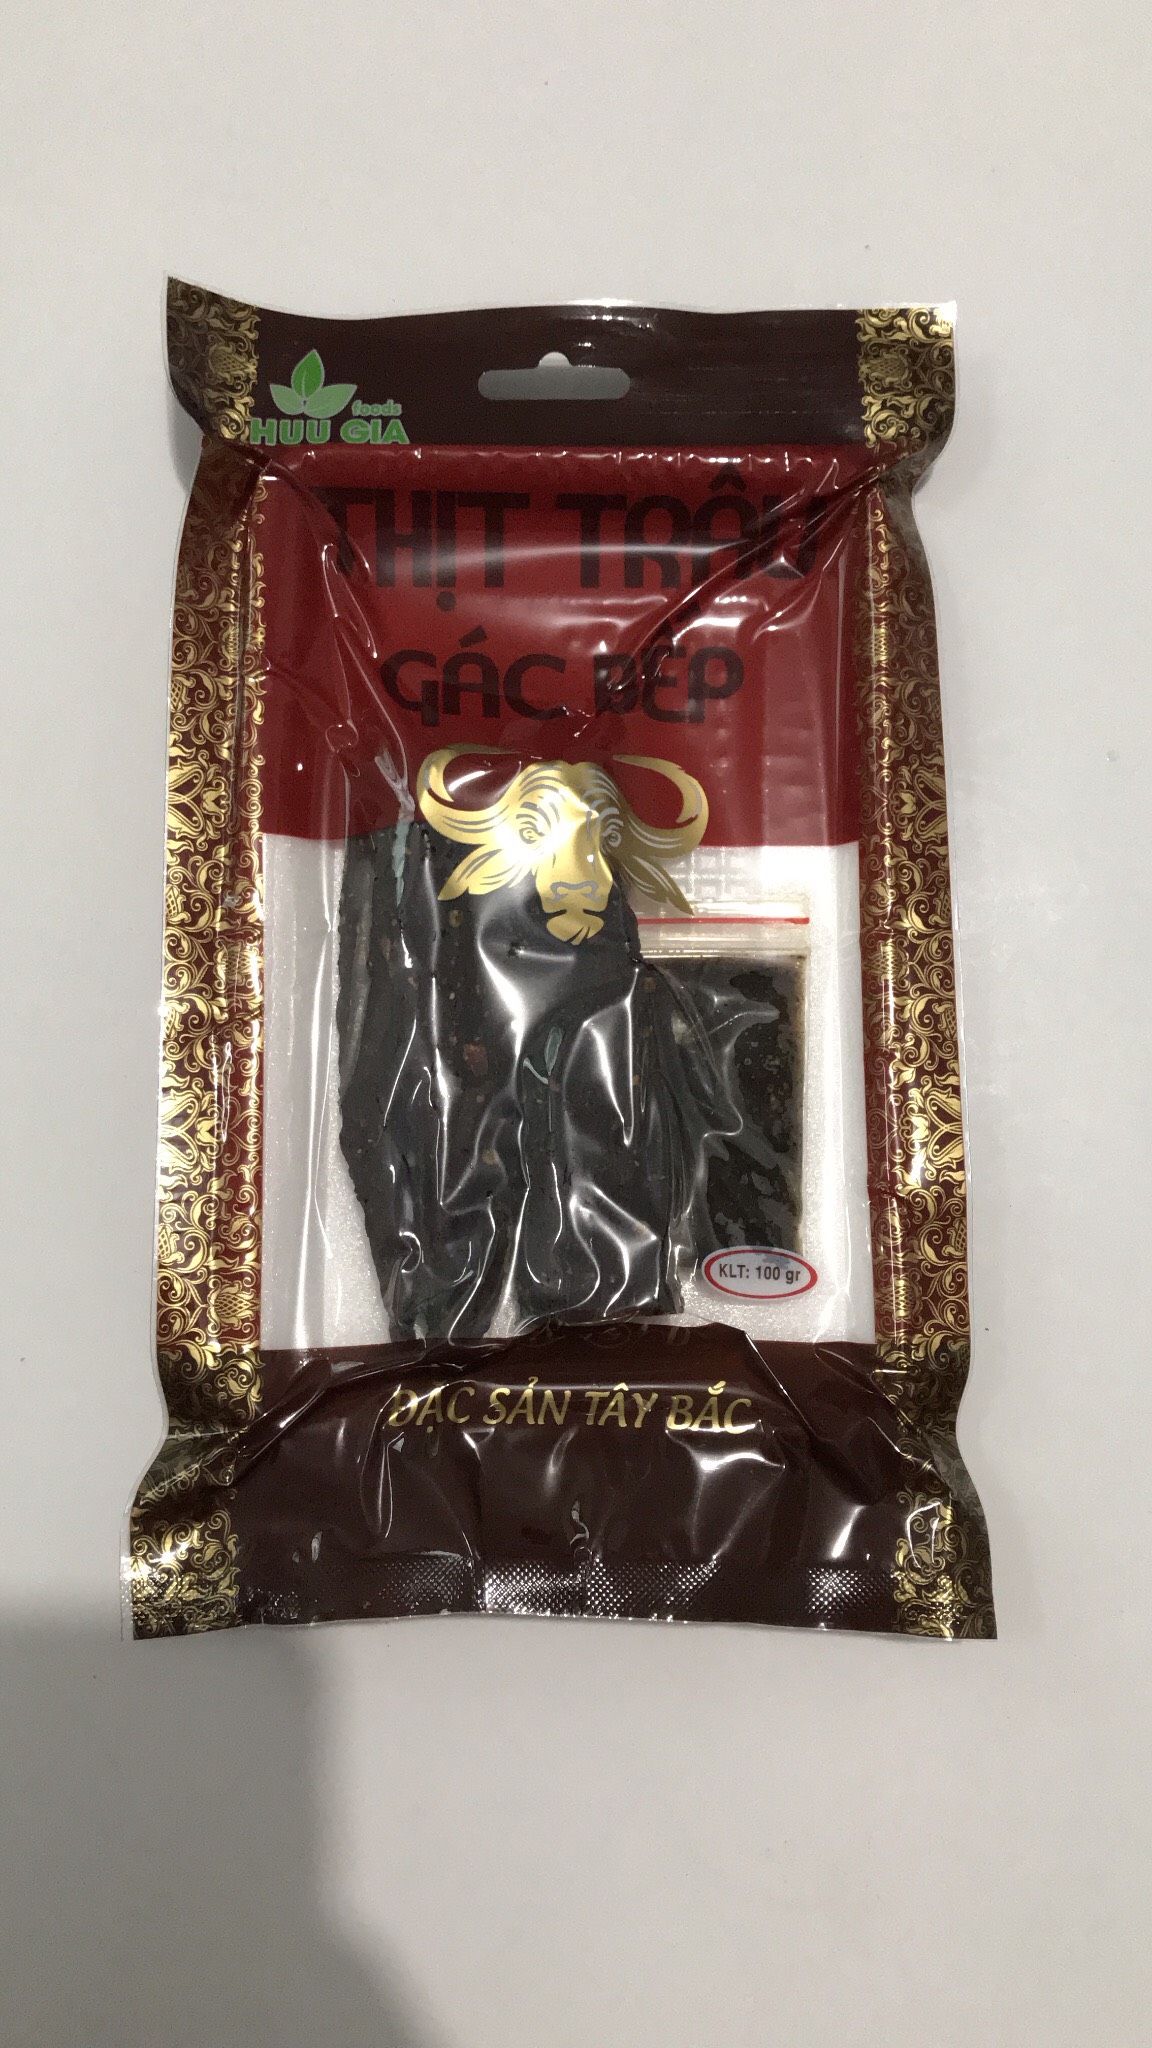 foods
HUU GIA
THỊT TRÂU
GÁC BẾP
KLT: 100 gr
ĐẶC SẢN TÂY BẮC